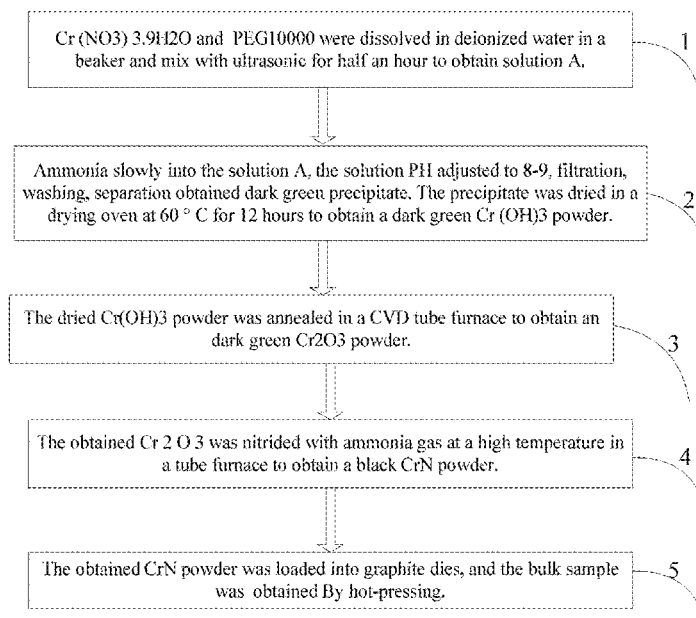 Cr (NO3) 3.9H2O and PEG10000 were dissolved in deionized water in a
beaker and mix with ultrasonic for half an hour to obtain solution A.
1
Ammonia slowly into the solution A, the solution PH adjusted to 8-9, filtration,
washing, separation obtained dark green precipitate. The precipitate was dried in a
drying oven at 60 ° C for 12 hours to obtain a dark green Cr (OH)3 powder.
2
The dried Cr(OH)3 powder was annealed in a CVD tube furnace to obtain an
dark green Cr2O3 powder.
3
The obtained Cr 2 O 3 was nitrided with ammonia gas at a high temperature in
a tube furnace to obtain a black CrN powder.
4
The obtained CrN powder was loaded into graphite dies, and the bulk sample
was obtained By hot-pressing.
5